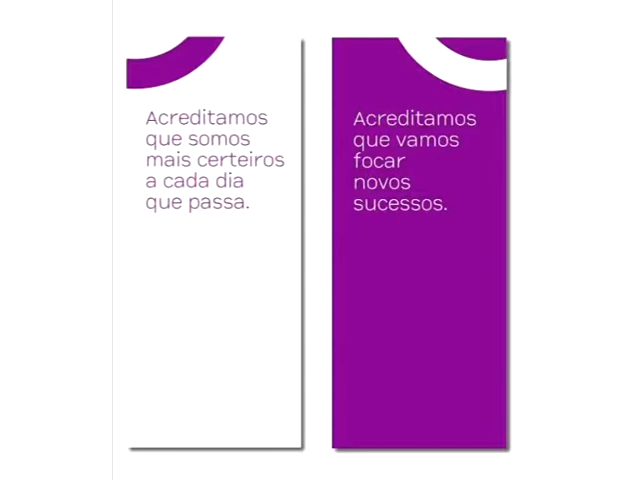 Acreditamos
que somos
mais certeiros
a cada dia
que passa.
Acreditamos
que vamos
focar
novos
sucessos.